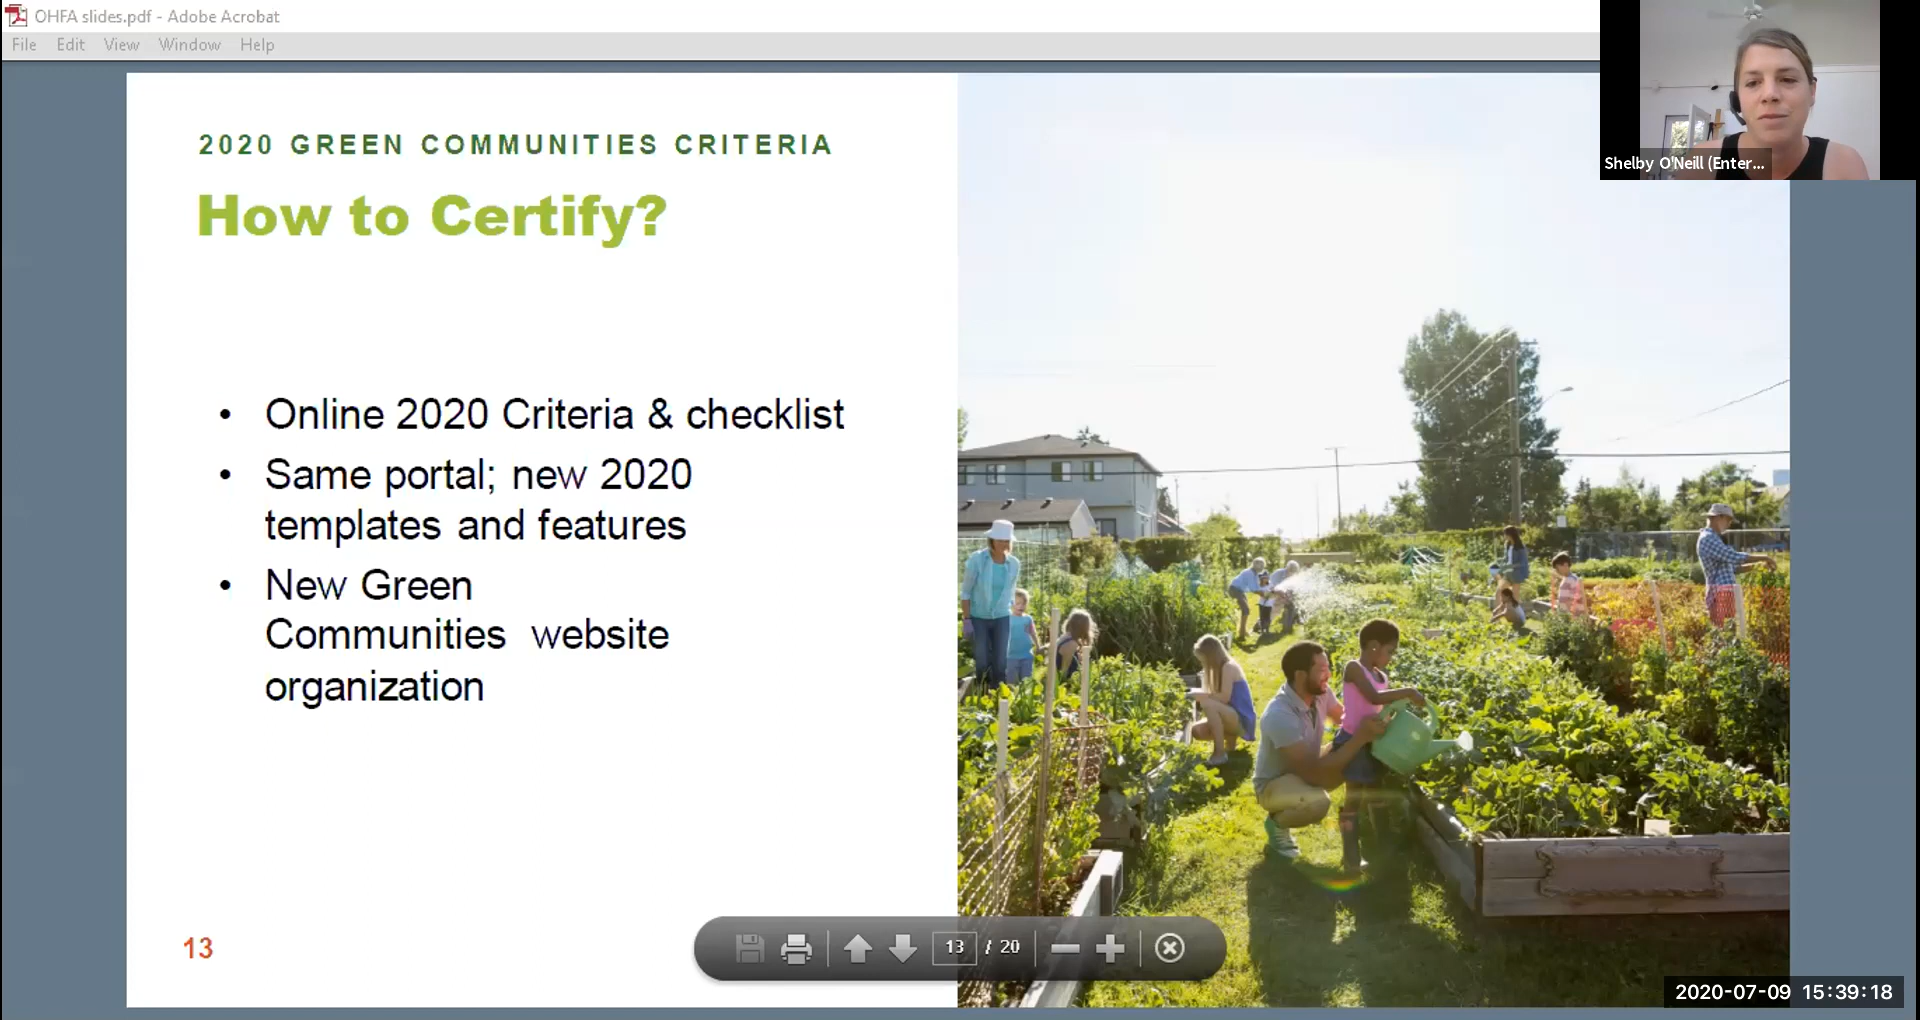 OHFA slides.pdf - Adobe Acrobat
File Edit View Window Help
Shelby O'Neill (Enter...
2020 GREEN COMMUNITIES CRITERIA
How to Certify?
• Online 2020 Criteria & checklist
• Same portal; new 2020
templates and features
• New Green
Communities website
organization
13
13 / 20
2020-07-09 15:39:18